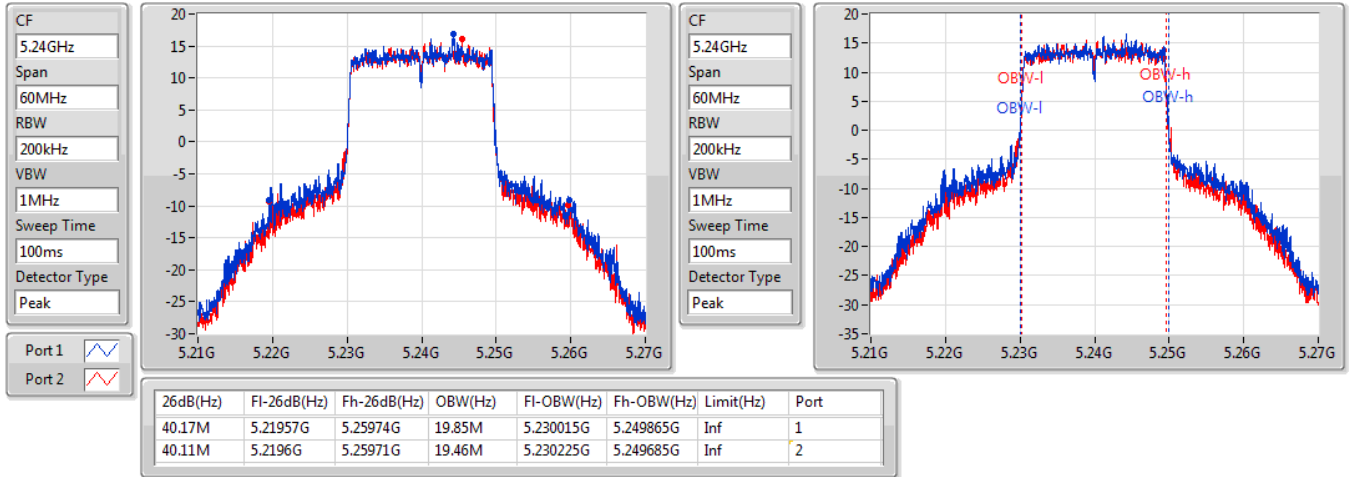 CF
5.24GHz
Span
60MHz
RBW
200kHz
VBW
1MHz
Sweep Time
100ms
Detector Type
Peak
Port 1
Port 2
20
15
10
5
0
-5
-10
-15
-20
-25
-30
5.21G 5.22G 5.23G 5.24G 5.25G 5.26G 5.27G
CF
5.24GHz
Span
60MHz
RBW
200kHz
VBW
1MHz
Sweep Time
100ms
Detector Type
Peak
20
15
10
5
0
-5
-10
-15
-20
-25
-30
-35
OBW-l OBW-h
OBW-l OBW-h
5.21G 5.22G 5.23G 5.24G 5.25G 5.26G 5.27G
26dB(Hz) Fl-26dB(Hz) Fh-26dB(Hz) OBW(Hz) Fl-OBW(Hz) Fh-OBW(Hz) Limit(Hz) Port
40.17M 5.21957G 5.25974G 19.85M 5.230015G 5.249865G Inf 1
40.11M 5.2196G 5.25971G 19.46M 5.230225G 5.249685G Inf 2